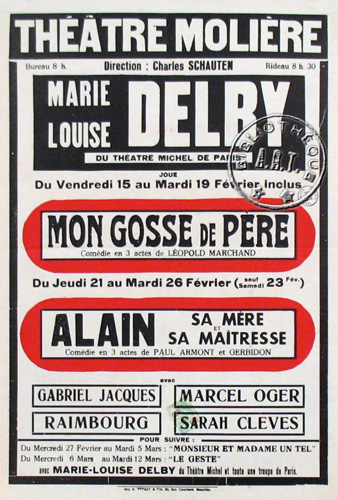 THÉÂTRE MOLIÈRE
Bureau 8 h. Direction : Charles SCHAUTEN Rideau 8 h. 30
MARIE LOUISE DELBY
DU THÉATRE MICHEL DE PARIS
BIBLIOTHÈQUE
A.R.T.
JOUE
Du Vendredi 15 au Mardi 19 Février Inclus
MON GOSSE DE PÈRE
Comédie en 3 actes de LÉOPOLD MARCHAND
Du Jeudi 21 au Mardi 26 Février (sauf Samedi 23 Fév.)
ALAIN SA MÈRE ET SA MAÎTRESSE
Comédie en 3 actes de PAUL ARMONT et GERBIDON
avec
GABRIEL JACQUES MARCEL OGER
RAIMBOURG SARAH CLEVES
POUR SUIVRE :
Du Mercredi 27 Février au Mardi 5 Mars : "MONSIEUR ET MADAME UN TEL"
Du Mercredi 6 Mars au Mardi 12 Mars : "LE GESTE"
avec MARIE-LOUISE DELBY du Théâtre Michel et toute une troupe de Paris.